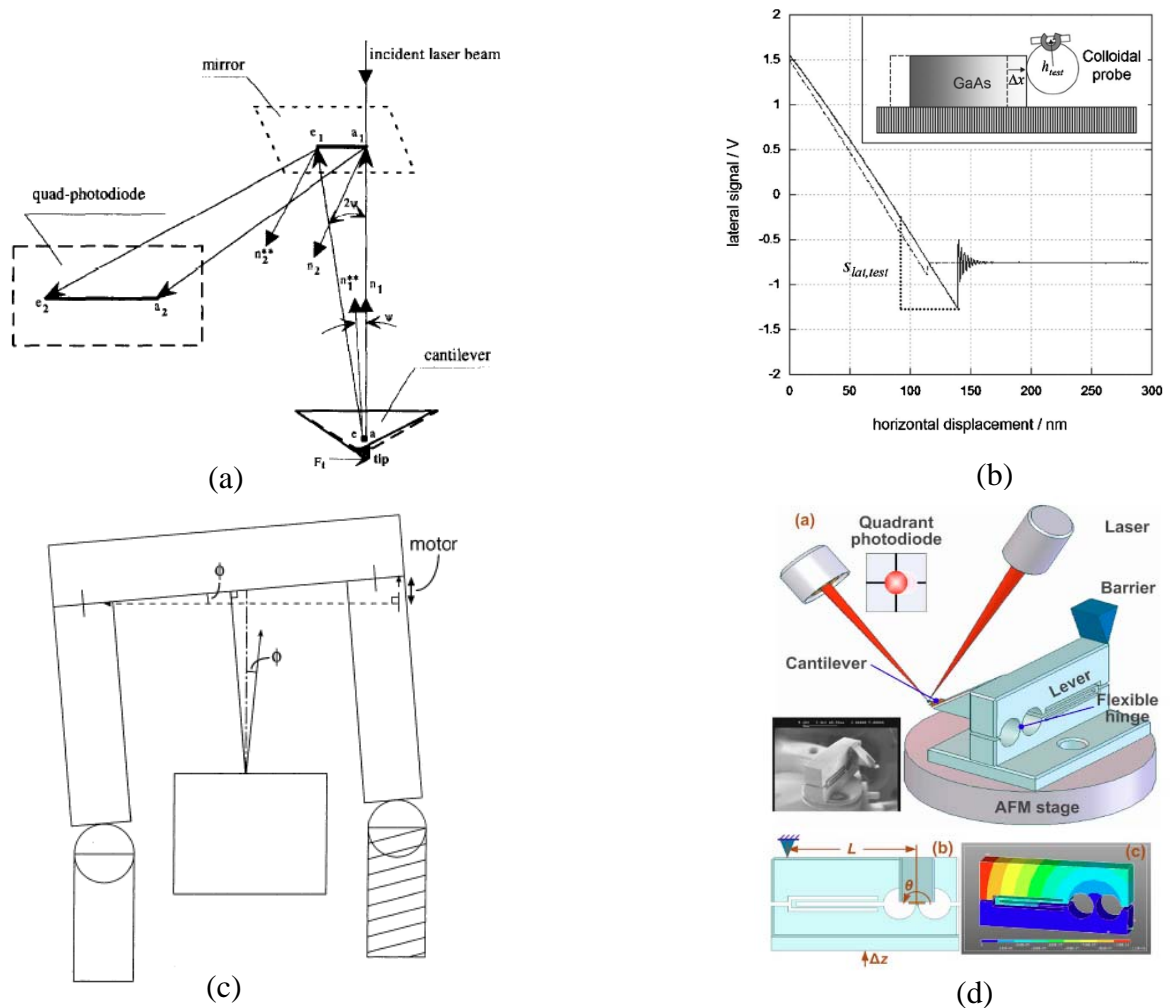 incident laser beam
mirror
e1 a1
quad-photodiode
2ψ
n2** n2
n1** n1
e2 a2
ψ
cantilever
e a
Ft tip
(a)
2
1.5
1
0.5
0
-0.5
-1
-1.5
-2
lateral signal / V
GaAs
Δx
htest
Colloidal
probe
slat,test
0 50 100 150 200 250 300
horizontal displacement / nm
(b)
ϕ
motor
ϕ
(c)
(a)
Quadrant
photodiode
Laser
Barrier
Cantilever
Lever
Flexible
hinge
AFM stage
L
(b)
(c)
θ
Δz
(d)